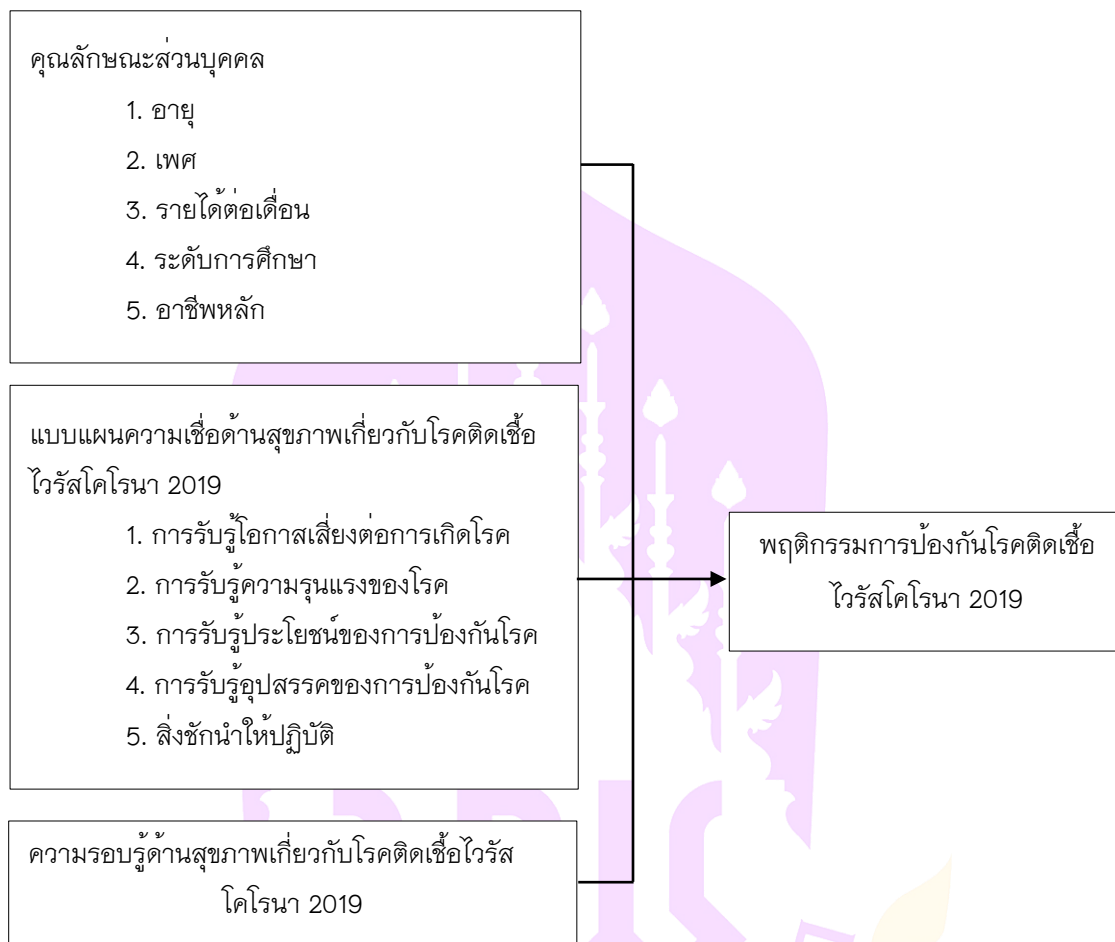 คุณลักษณะส่วนบุคคล
1. อายุ
2. เพศ
3. รายได้ต่อเดือน
4. ระดับการศึกษา
5. อาชีพหลัก
แบบแผนความเชื่อด้านสุขภาพเกี่ยวกับโรคติดเชื้อ
ไวรัสโคโรนา 2019
1. การรับรู้โอกาสเสี่ยงต่อการเกิดโรค
2. การรับรู้ความรุนแรงของโรค
3. การรับรู้ประโยชน์ของการป้องกันโรค
4. การรับรู้อุปสรรคของการป้องกันโรค
5. สิ่งชักนำให้ปฏิบัติ
ความรอบรู้ด้านสุขภาพเกี่ยวกับโรคติดเชื้อไวรัส
โคโรนา 2019
พฤติกรรมการป้องกันโรคติดเชื้อ
ไวรัสโคโรนา 2019